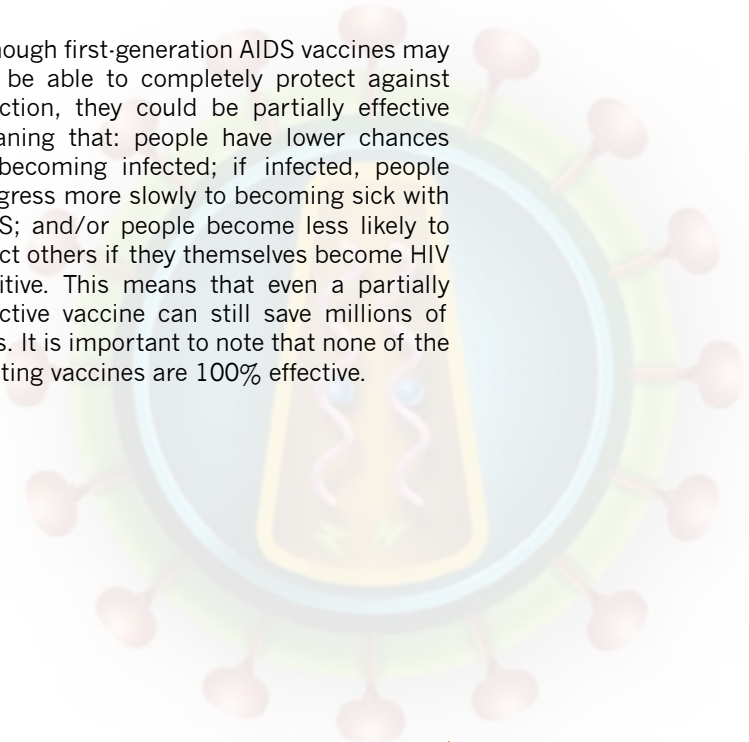 ough first-generation AIDS vaccines may
be able to completely protect against
ction, they could be partially effective
aning that: people have lower chances
becoming infected; if infected, people
gress more slowly to becoming sick with
S; and/or people become less likely to
ct others if they themselves become HIV
itive. This means that even a partially
ctive vaccine can still save millions of
s. It is important to note that none of the
ting vaccines are 100% effective.